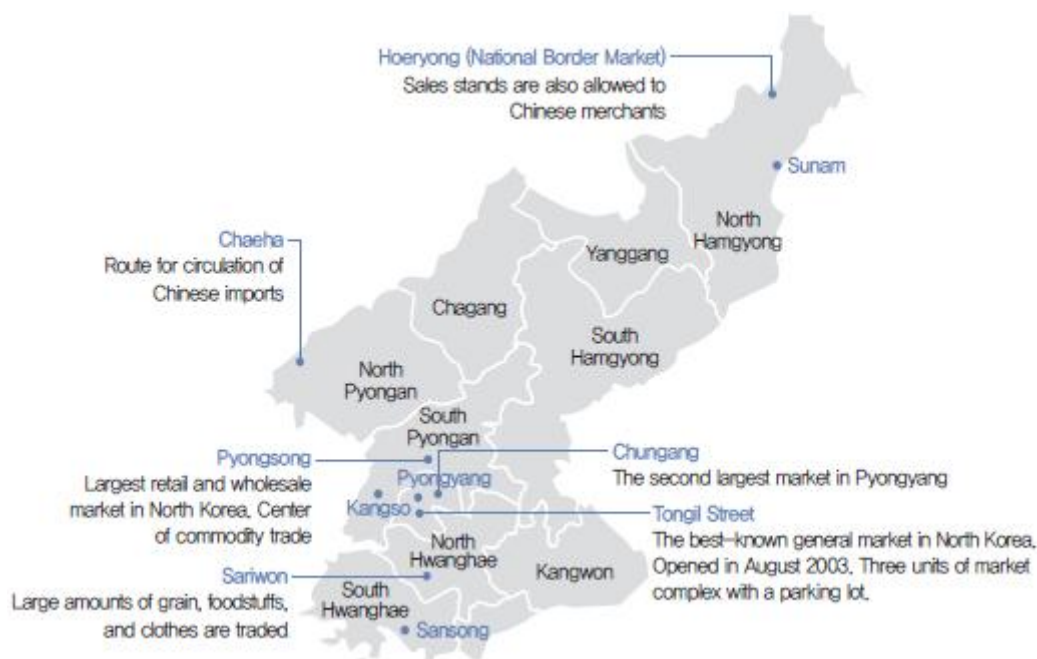 Hoeryong (National Border Market)
Sales stands are also allowed to
Chinese merchants
Sunam
North
Hamgyong
Yanggang
Chaeha
Route for circulation of
Chinese imports
Chagang
South
Hamgyong
North
Pyongan
South
Pyongan
Pyongsong
Largest retail and wholesale
market in North Korea. Center
of commodity trade
Pyongyang
Kangso
Chungang
The second largest market in Pyongyang
Tongil Street
The best-known general market in North Korea.
Opened in August 2003. Three units of market
complex with a parking lot.
North
Hwanghae
Kangwon
Sariwon
Large amounts of grain, foodstuffs,
and clothes are traded
South
Hwanghae
Sansong